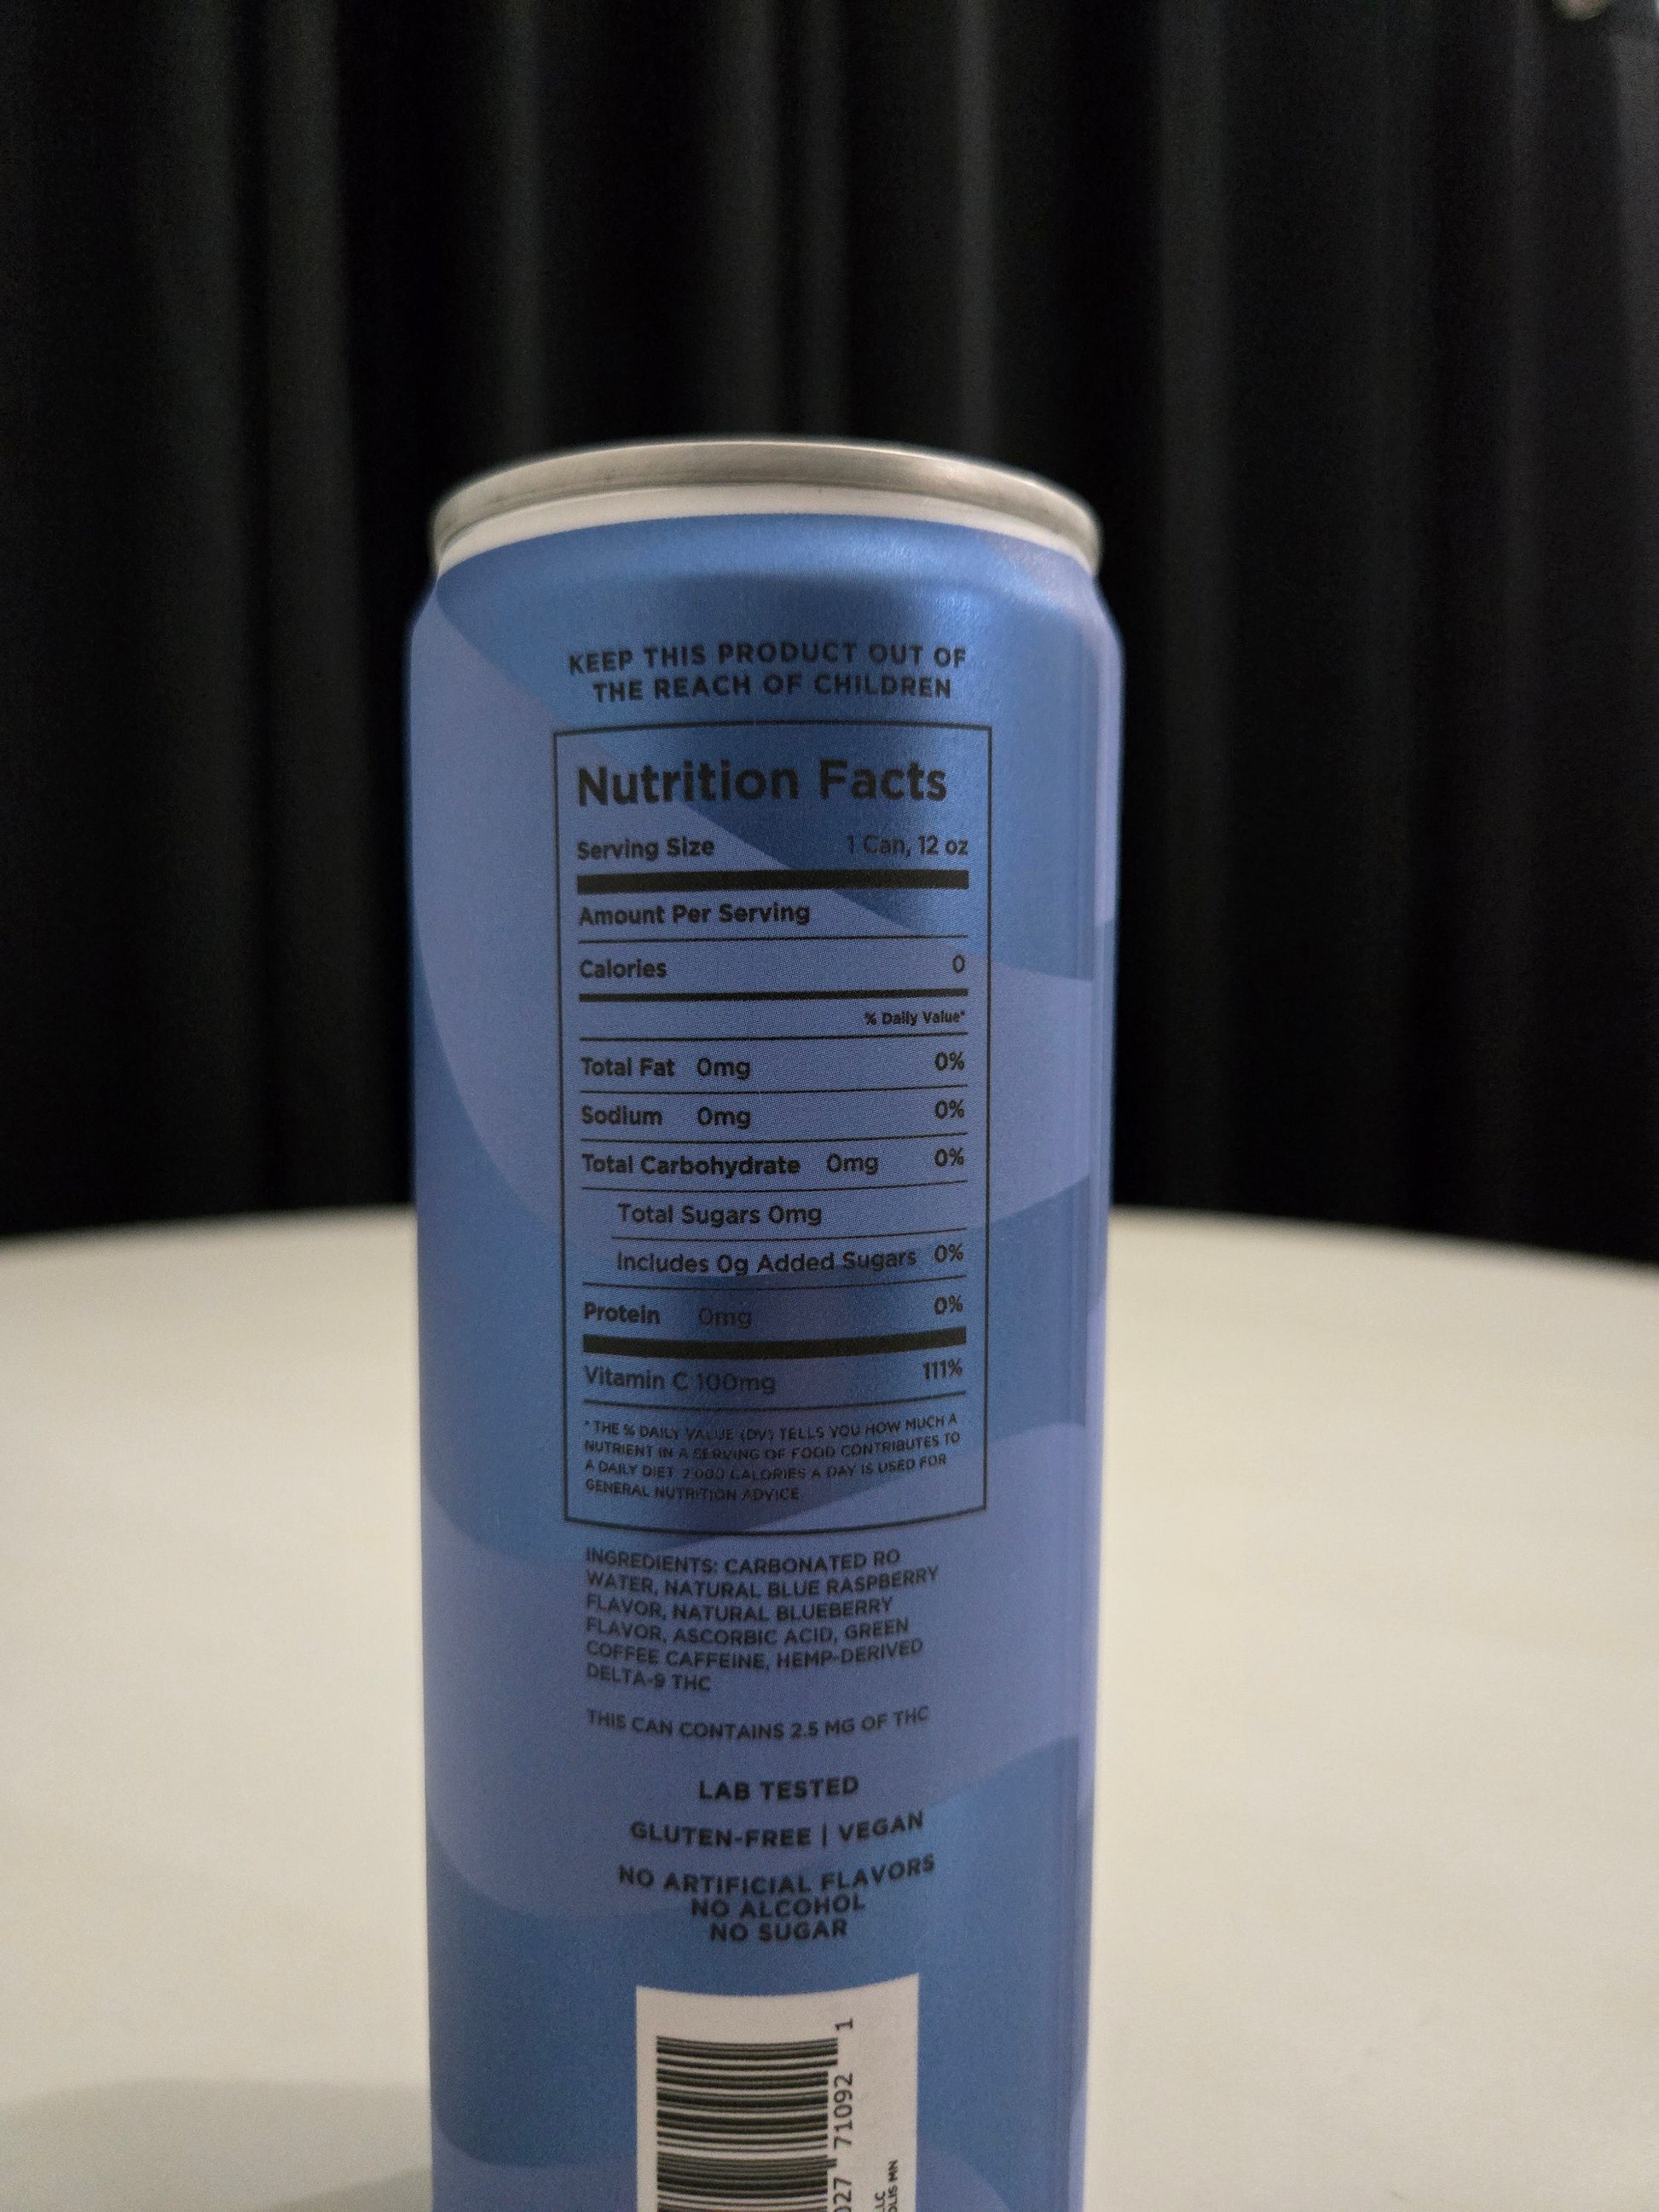 KEEP THIS PRODUCT OUT OF
THE REACH OF CHILDREN
Nutrition Facts
Serving Size 1 Can, 12 oz
Amount Per Serving
Calories 0
% Daily Value*
Total Fat 0mg 0%
Sodium 0mg 0%
Total Carbohydrate 0mg 0%
Total Sugars 0mg
Includes 0g Added Sugars 0%
Protein 0mg 0%
Vitamin C 100mg 111%
* THE % DAILY VALUE (DV) TELLS YOU HOW MUCH A
NUTRIENT IN A SERVING OF FOOD CONTRIBUTES TO
A DAILY DIET. 2,000 CALORIES A DAY IS USED FOR
GENERAL NUTRITION ADVICE.
INGREDIENTS: CARBONATED RO
WATER, NATURAL BLUE RASPBERRY
FLAVOR, NATURAL BLUEBERRY
FLAVOR, ASCORBIC ACID, GREEN
COFFEE CAFFEINE, HEMP-DERIVED
DELTA-9 THC
THIS CAN CONTAINS 2.5 MG OF THC
LAB TESTED
GLUTEN-FREE | VEGAN
NO ARTIFICIAL FLAVORS
NO ALCOHOL
NO SUGAR
027 71092 1
LLC
OLIS MN